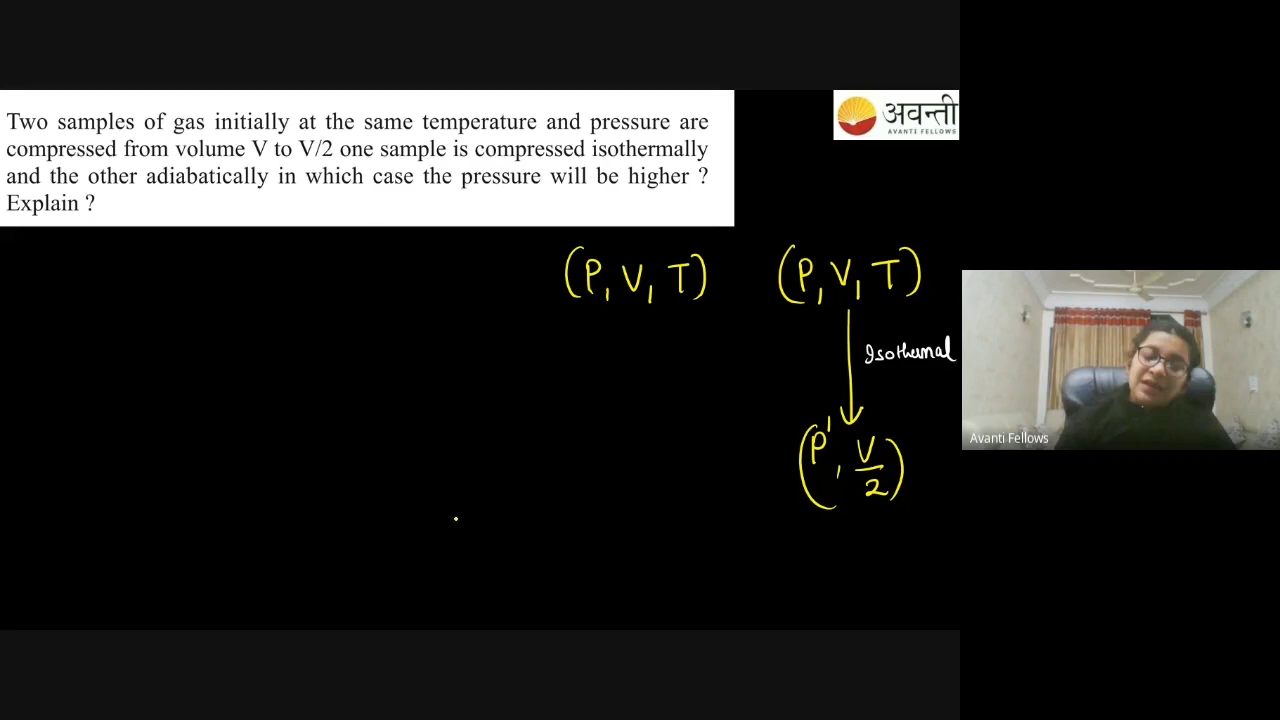 Two samples of gas initially at the same temperature and pressure are
compressed from volume V to V/2 one sample is compressed isothermally
and the other adiabatically in which case the pressure will be higher ?
Explain ?
अवन्ती
AVANTI FELLOWS
(P, V, T) (P, V, T)
Isothermal
(P', V/2)
Avanti Fellows